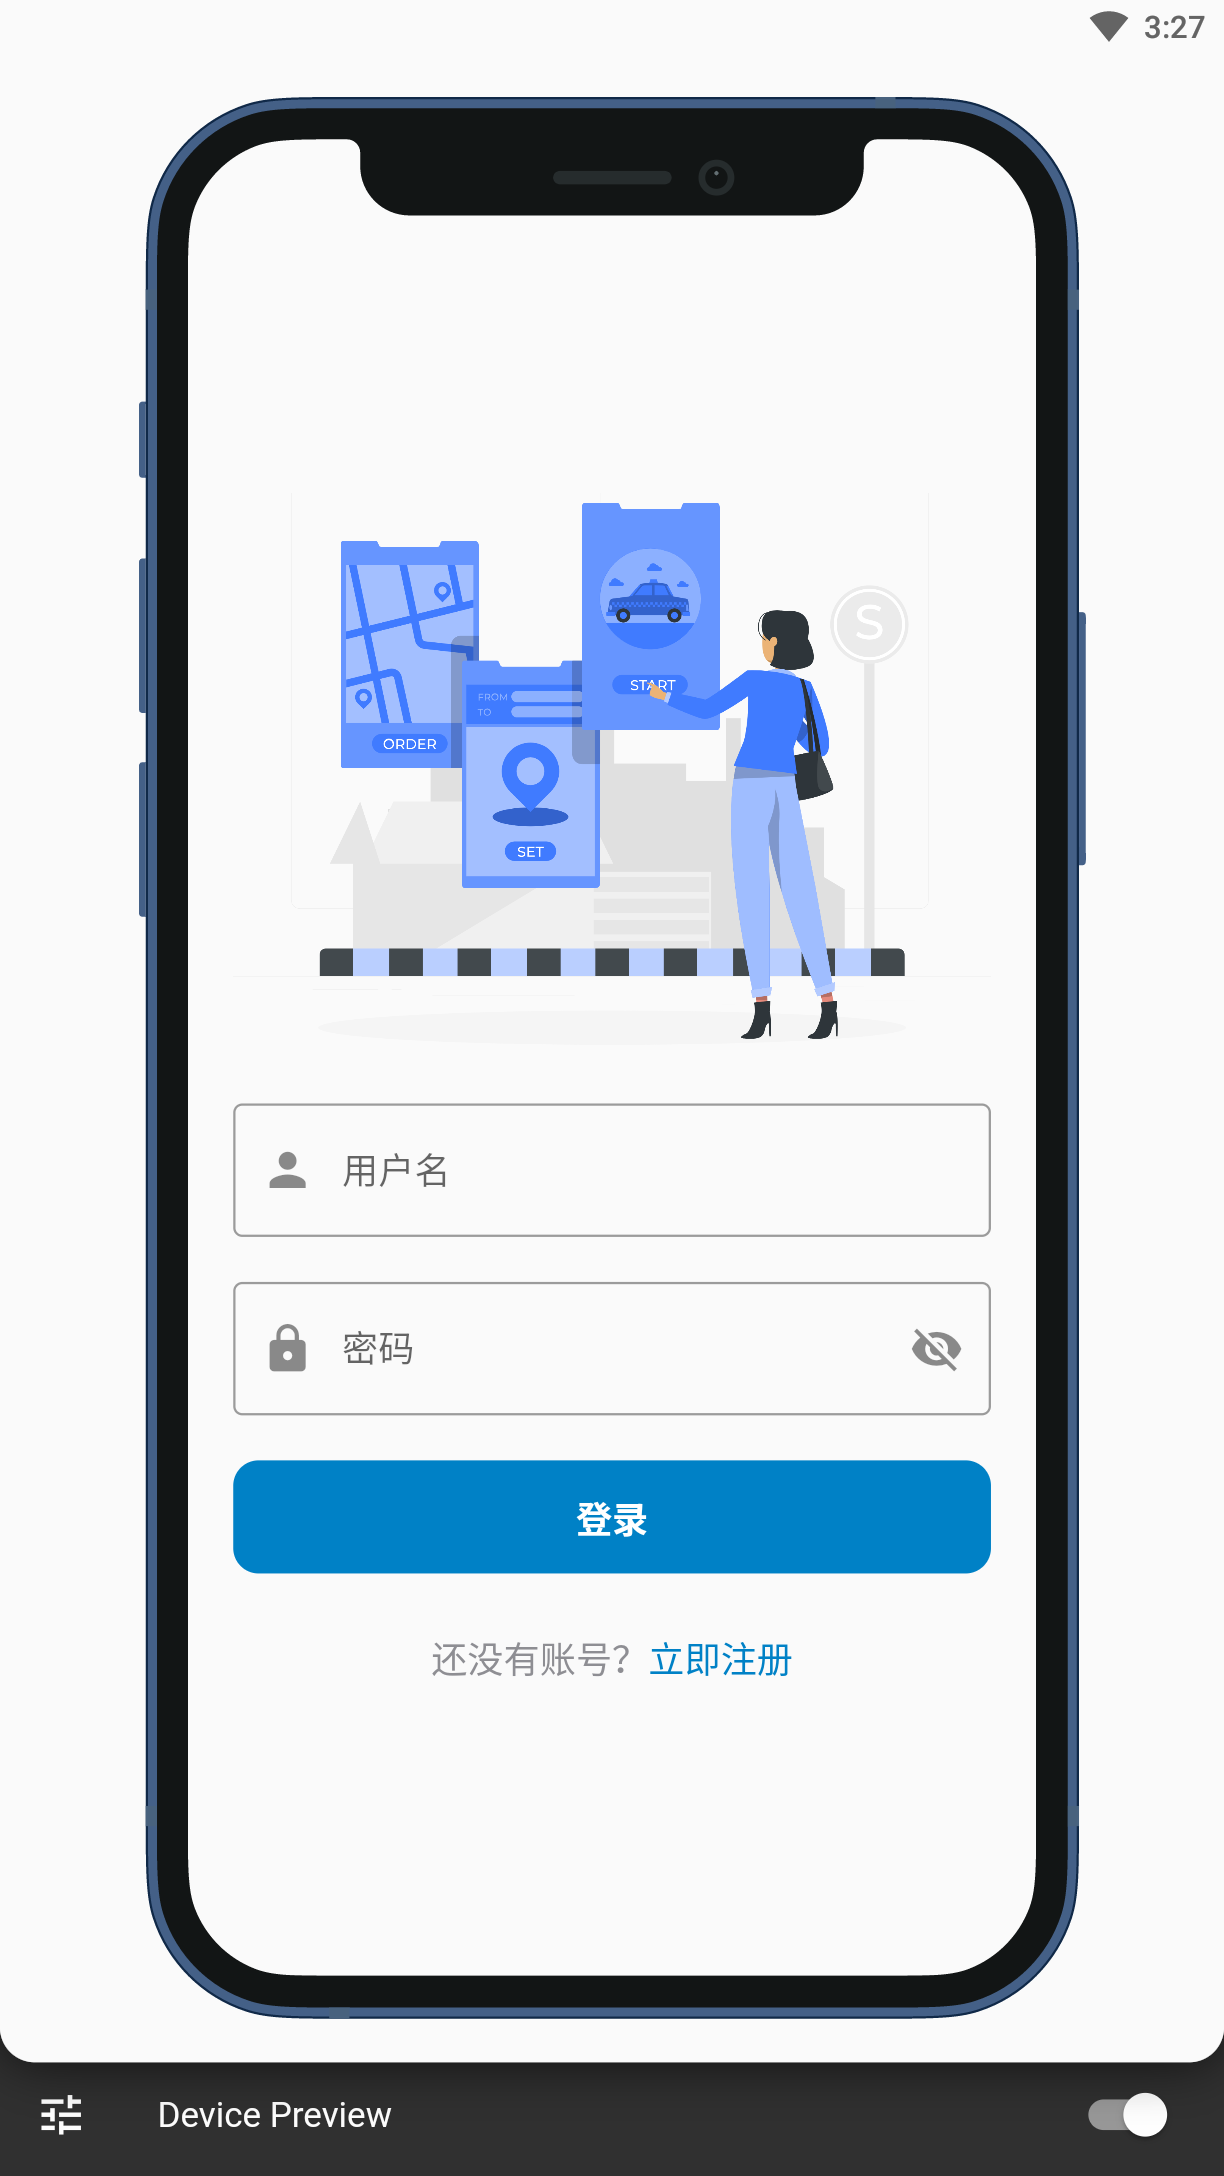 3:27
START
S
FROM
TO
ORDER
SET
用户名
密码
登录
还没有账号？立即注册
Device Preview